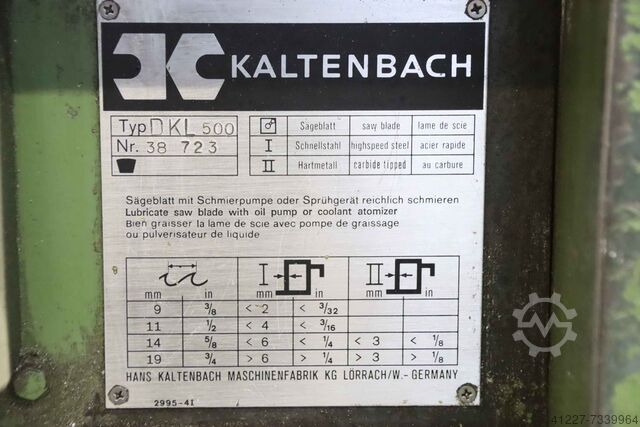 KALTENBACH
Typ DKL 500
Nr. 38 723
Sägeblatt saw blade lame de scie
I Schnellstahl highspeed steel acier rapide
II Hartmetall carbide tipped au carbure
Sägeblatt mit Schmierpumpe oder Sprühgerät reichlich schmieren
Lubricate saw blade with oil pump or coolant atomizer
Bien graisser la lame de scie avec pompe de graissage
ou pulverisateur de liquide
I II
mm in mm in mm in
9 3/8 < 2 < 3/32
11 1/2 < 4 < 3/16
14 5/8 < 6 < 1/4 < 3 < 1/8
19 3/4 > 6 > 1/4 > 3 > 1/8
HANS KALTENBACH MASCHINENFABRIK KG LÖRRACH/W.- GERMANY
2995-41
41227-7339964